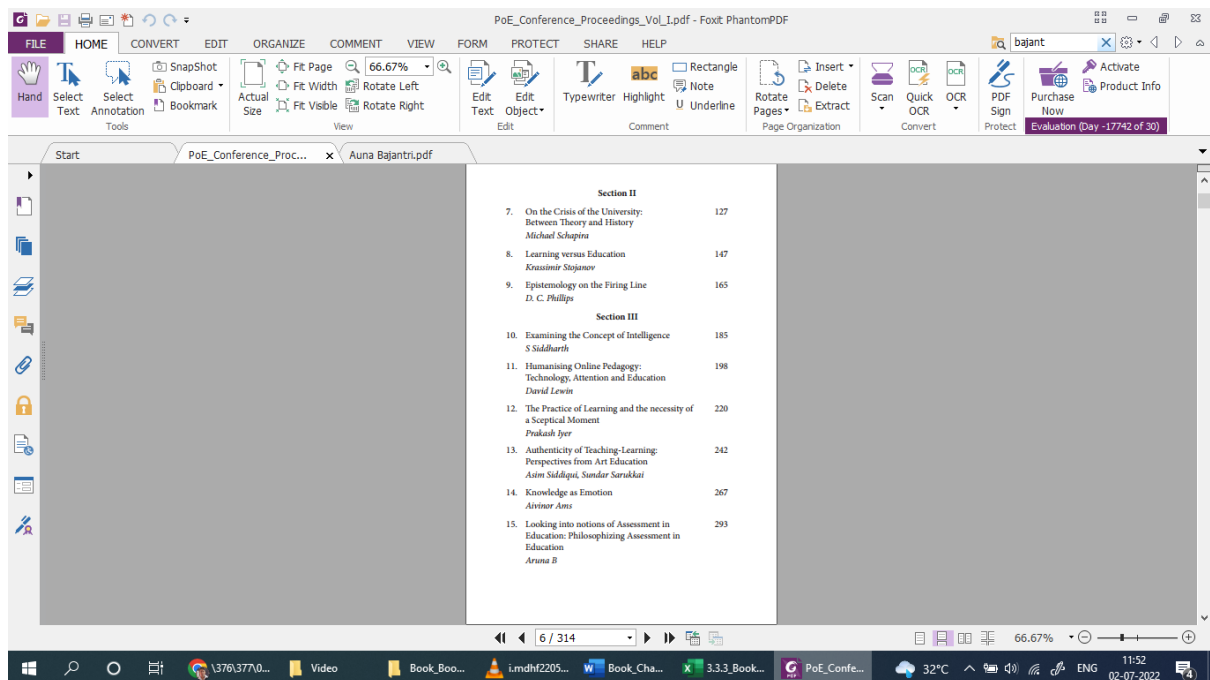 PoE_Conference_Proceedings_Vol_I.pdf - Foxit PhantomPDF
FILE HOME CONVERT EDIT ORGANIZE COMMENT VIEW FORM PROTECT SHARE HELP bajant
Hand
Select Text
Select Annotation
SnapShot
Clipboard
Bookmark
Tools
Actual Size
Fit Page
Fit Width
Fit Visible
66.67%
Rotate Left
Rotate Right
View
Edit Text
Edit Object
Edit
Typewriter
Highlight
Rectangle
Note
Underline
Comment
Rotate Pages
Insert
Delete
Extract
Page Organization
Scan
Quick OCR
OCR
Convert
PDF Sign
Protect
Purchase Now
Activate
Product Info
Evaluation (Day -17742 of 30)
Start PoE_Conference_Proc... x Auna Bajantri.pdf
Section II
7. On the Crisis of the University: 127
Between Theory and History
Michael Schapira
8. Learning versus Education 147
Krassimir Stojanov
9. Epistemology on the Firing Line 165
D. C. Phillips
Section III
10. Examining the Concept of Intelligence 185
S Siddharth
11. Humanising Online Pedagogy: 198
Technology, Attention and Education
David Lewin
12. The Practice of Learning and the necessity of 220
a Sceptical Moment
Prakash Iyer
13. Authenticity of Teaching-Learning: 242
Perspectives from Art Education
Asim Siddiqui, Sundar Sarukkai
14. Knowledge as Emotion 267
Aivinor Ams
15. Looking into notions of Assessment in 293
Education: Philosophizing Assessment in
Education
Aruna B
6 / 314
66.67%
\376\377\0... Video Book_Boo... i.mdhf2205... Book_Cha... 3.3.3_Book... PoE_Confe... 32°C ENG 11:52
02-07-2022
4